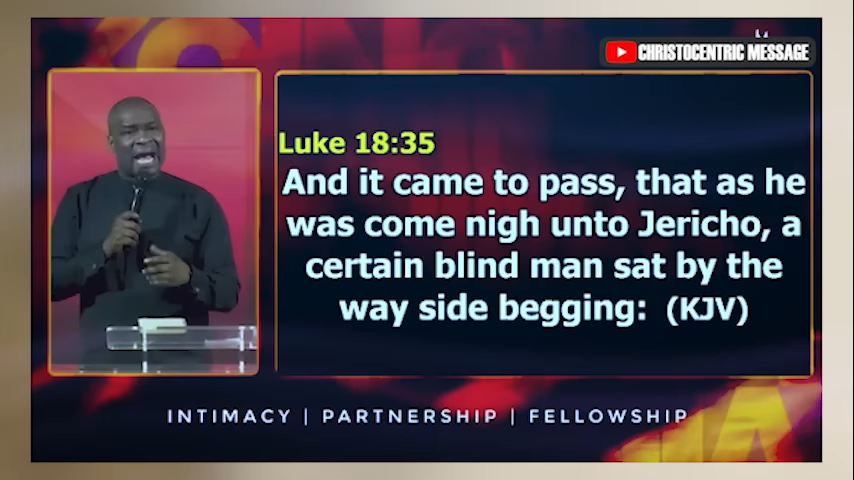 CHRISTOCENTRIC MESSAGE
Luke 18:35
And it came to pass, that as he
was come nigh unto Jericho, a
certain blind man sat by the
way side begging: (KJV)
INTIMACY | PARTNERSHIP | FELLOWSHIP